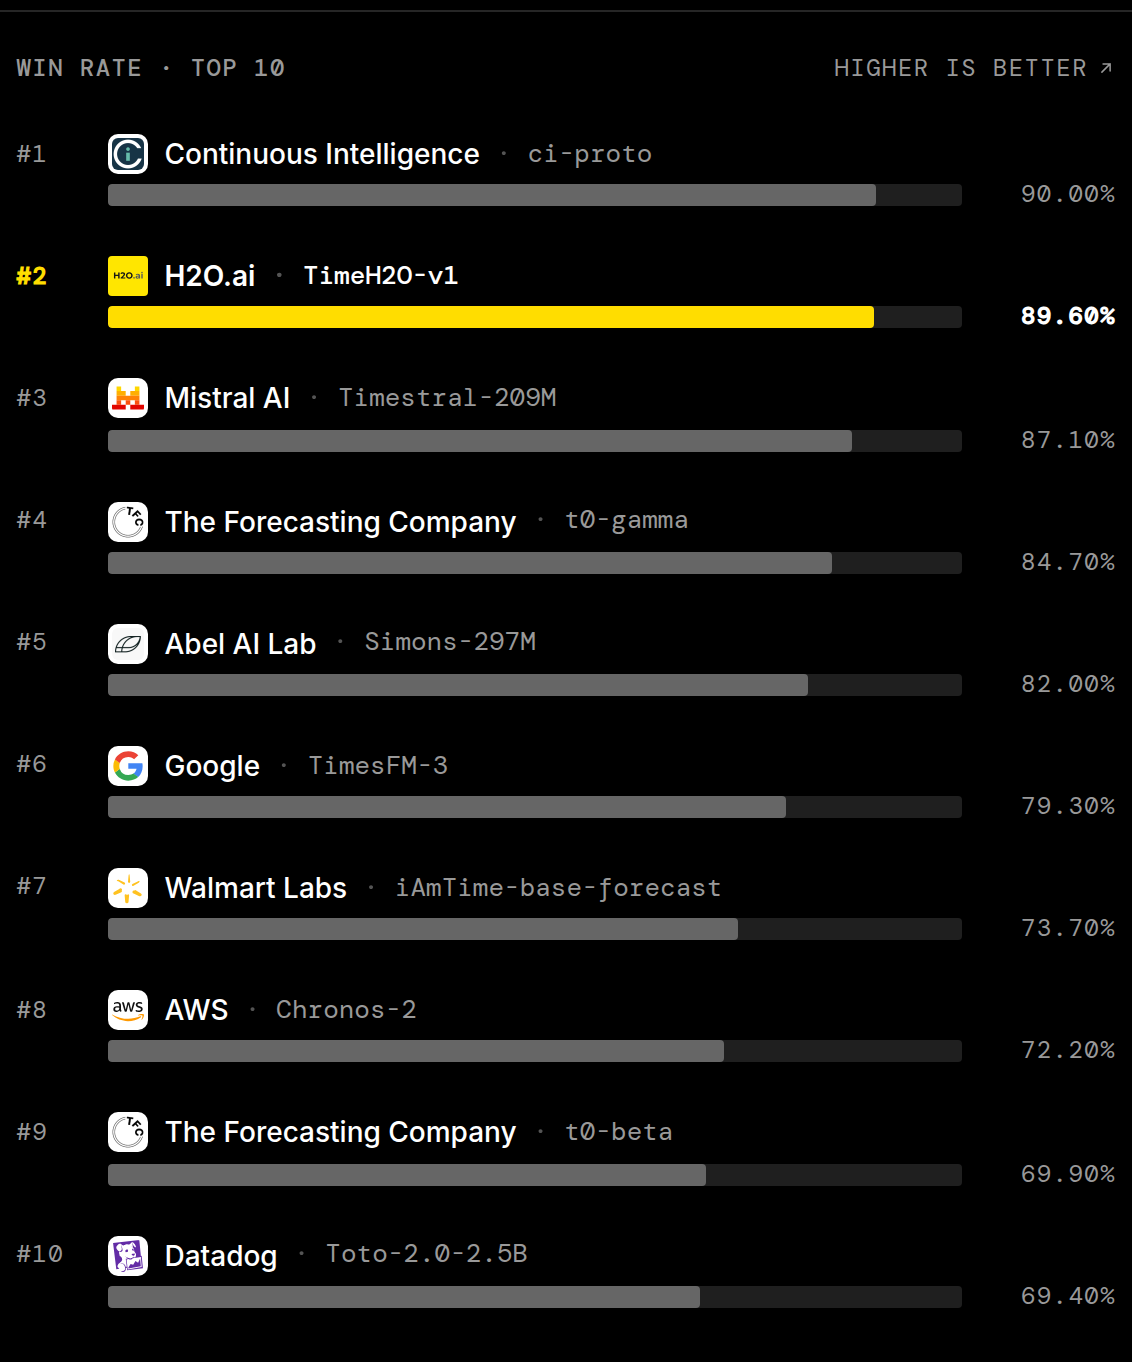 WIN RATE · TOP 10
HIGHER IS BETTER ↗
#1 Continuous Intelligence · ci-proto
90.00%
#2 H2O.ai H2O.ai · TimeH2O-v1
89.60%
#3 Mistral AI · Timestral-209M
87.10%
#4 TFC The Forecasting Company · t0-gamma
84.70%
#5 Abel AI Lab · Simons-297M
82.00%
#6 Google · TimesFM-3
79.30%
#7 Walmart Labs · iAmTime-base-forecast
73.70%
#8 aws AWS · Chronos-2
72.20%
#9 TFC The Forecasting Company · t0-beta
69.90%
#10 Datadog · Toto-2.0-2.5B
69.40%